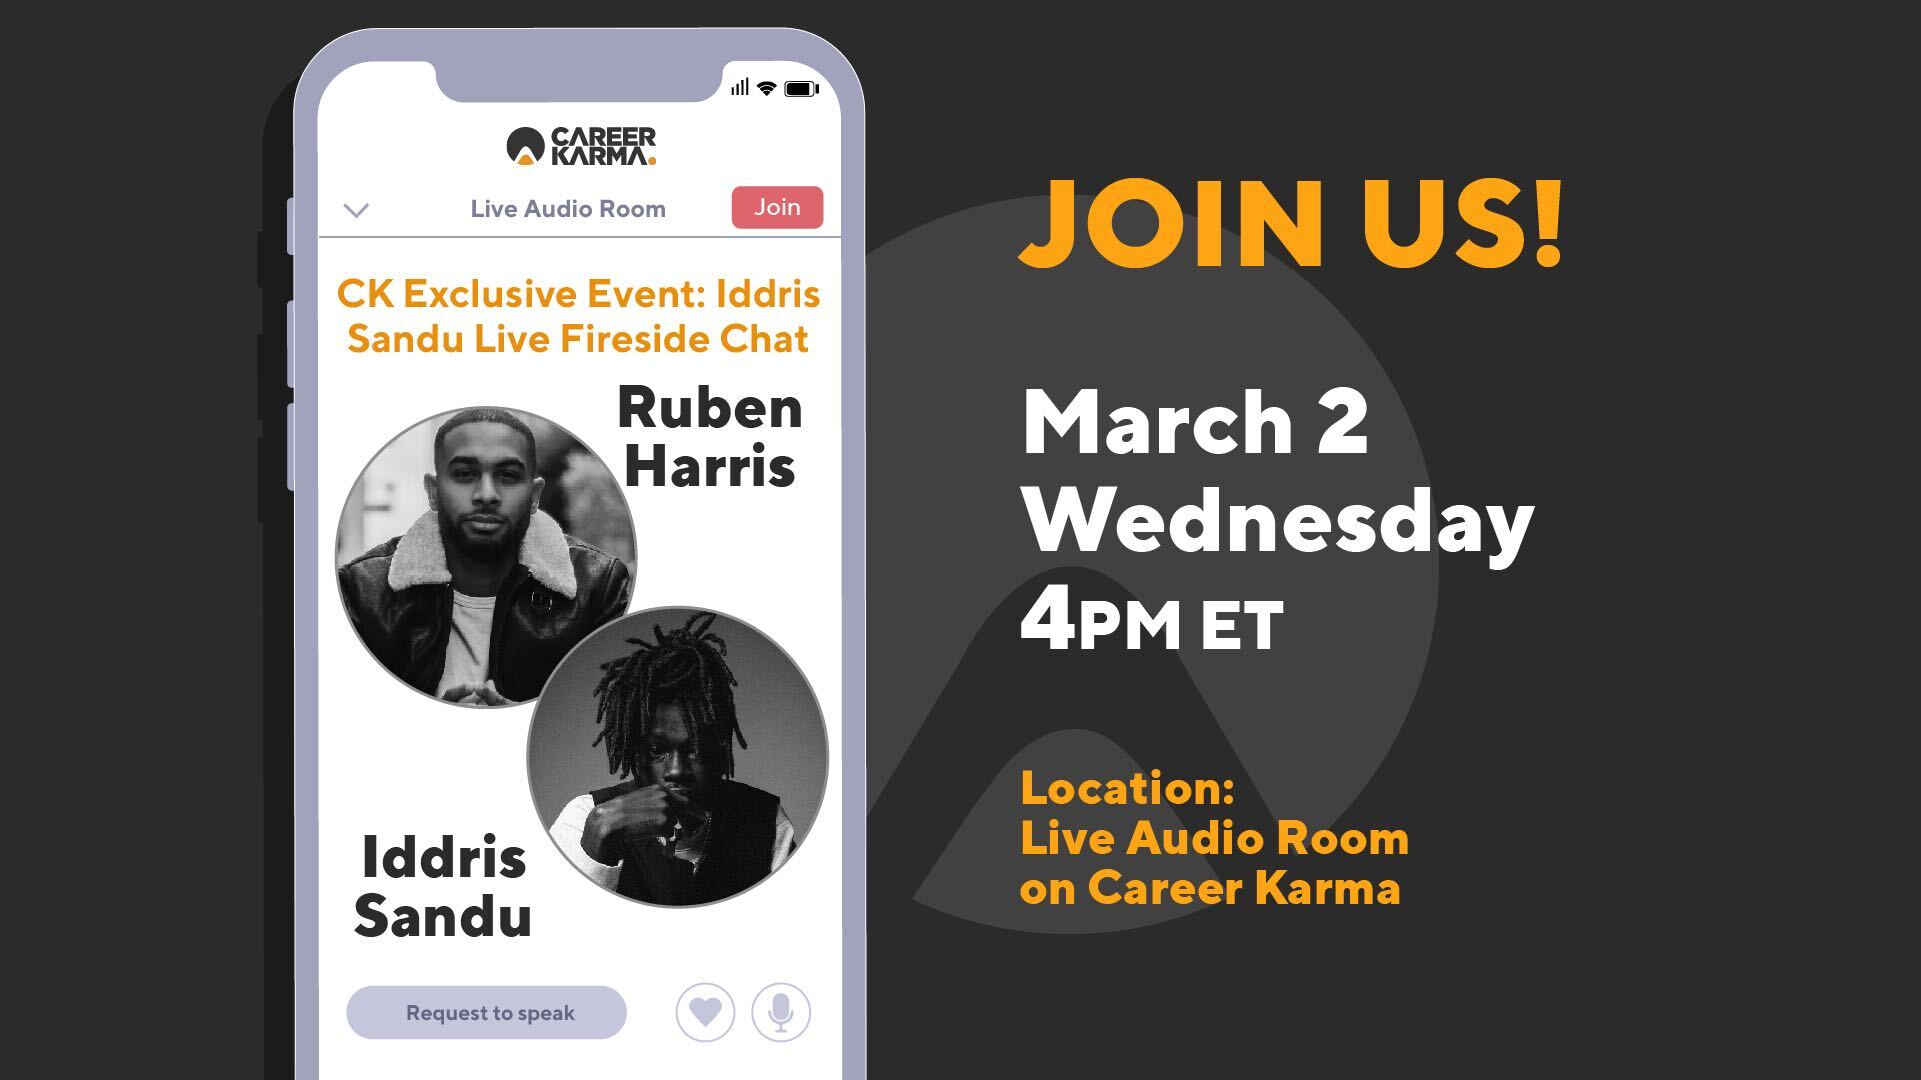 CAREER
KARMA.
Live Audio Room
Join
CK Exclusive Event: Iddris
Sandu Live Fireside Chat
Ruben
Harris
Iddris
Sandu
Request to speak
JOIN US!
March 2
Wednesday
4PM ET
Location:
Live Audio Room
on Career Karma